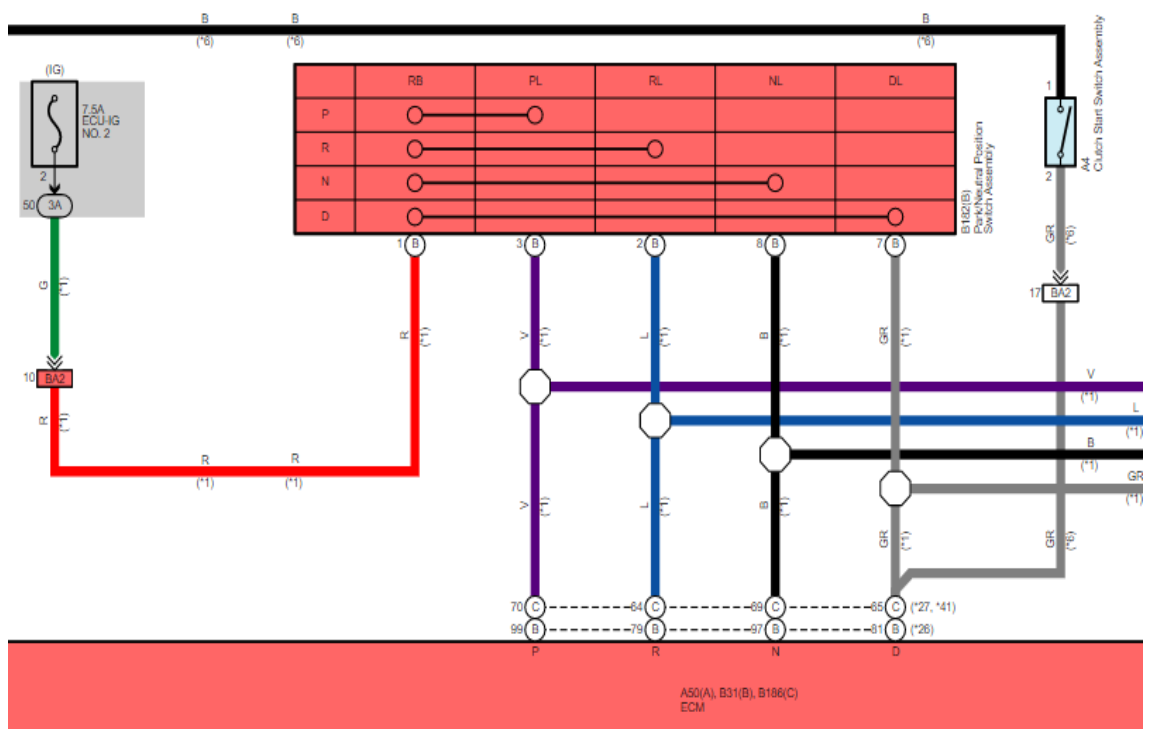 B
(*6)
B
(*6)
B
(*6)
(IG)
7.5A
ECU-IG
NO. 2
2
50
3A
G
(*1)
10
BA2
R
(*1)
R
(*1)
R
(*1)
R
(*1)
RB
PL
RL
NL
DL
P
R
N
D
B182(B)
Park/Neutral Position
Switch Assembly
1
B
3
B
2
B
8
B
7
B
V
(*1)
L
(*1)
B
(*1)
GR
(*1)
1
2
A4
Clutch Start Switch Assembly
GR
(*6)
17
BA2
V
(*1)
L
(*1)
B
(*1)
GR
(*1)
V
(*1)
L
(*1)
B
(*1)
GR
(*1)
GR
(*6)
70
C
64
C
69
C
65
C
(*27, *41)
99
B
79
B
97
B
81
B
(*26)
P
R
N
D
A50(A), B31(B), B186(C)
ECM